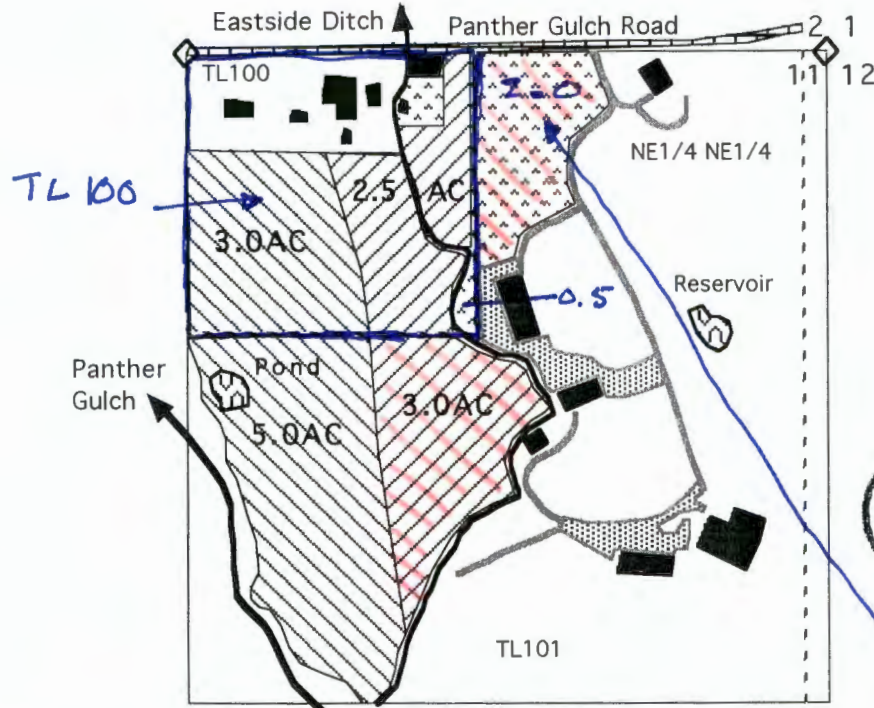 Eastside Ditch
Panther Gulch Road
2 1
TL100
11 12
2.0
NE1/4 NE1/4
TL 100
2.5 AC
3.0AC
0.5
Reservoir
Panther
Gulch
Pond
5.0AC
3.0AC
TL101